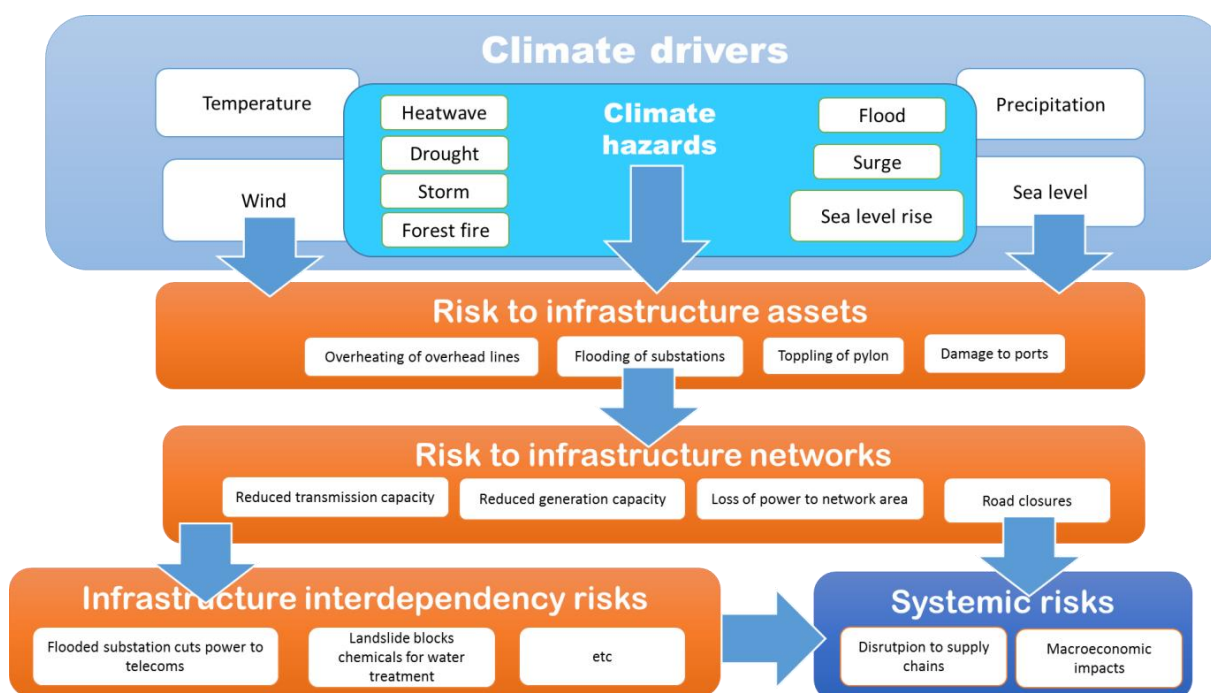 Climate drivers
Temperature
Wind
Climate
hazards
Heatwave
Drought
Storm
Forest fire
Flood
Surge
Sea level rise
Precipitation
Sea level
Risk to infrastructure assets
Overheating of overhead lines
Flooding of substations
Toppling of pylon
Damage to ports
Risk to infrastructure networks
Reduced transmission capacity
Reduced generation capacity
Loss of power to network area
Road closures
Infrastructure interdependency risks
Flooded substation cuts power to
telecoms
Landslide blocks
chemicals for water
treatment
etc
Systemic risks
Disrutpion to supply
chains
Macroeconomic
impacts